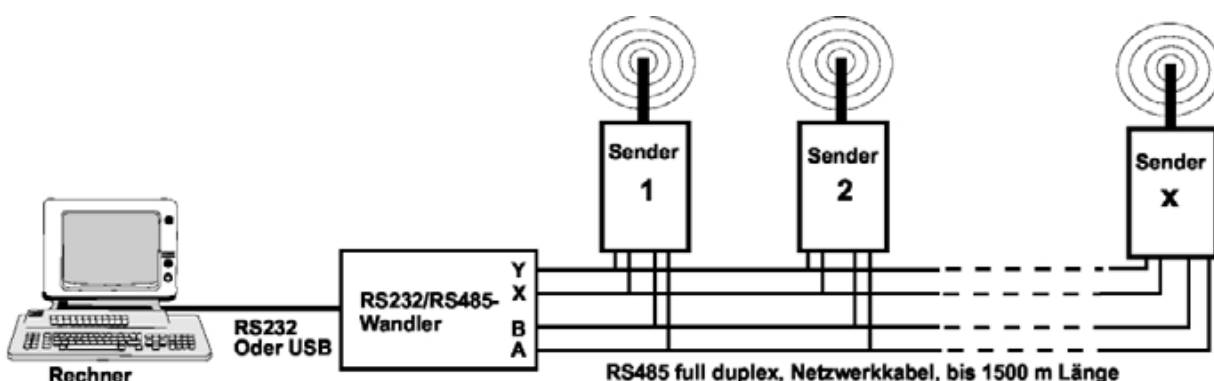 Sender
1
Sender
2
Sender
X
Y
X
B
A
RS232/RS485-
Wandler
RS232
Oder USB
Rechner
RS485 full duplex, Netzwerkkabel, bis 1500 m Länge